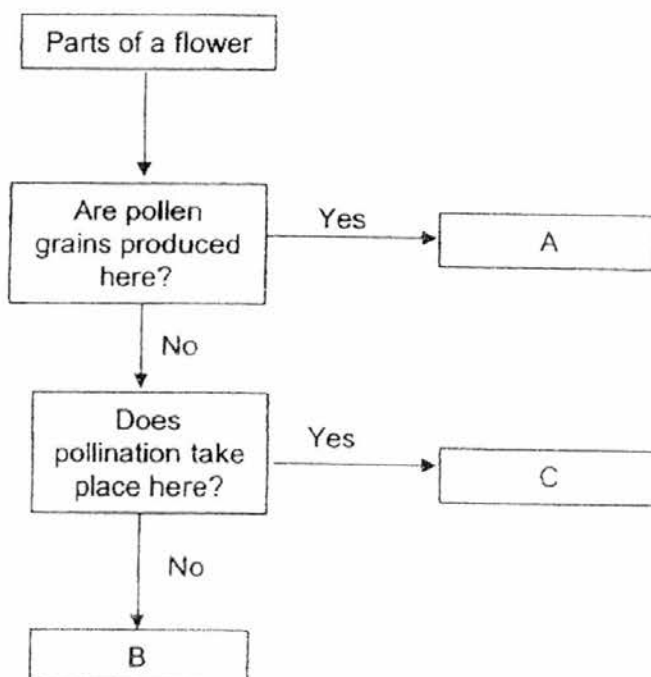 Parts of a flower
Are pollen
grains produced
here?
Yes
A
No
Does
pollination take
place here?
Yes
C
No
B